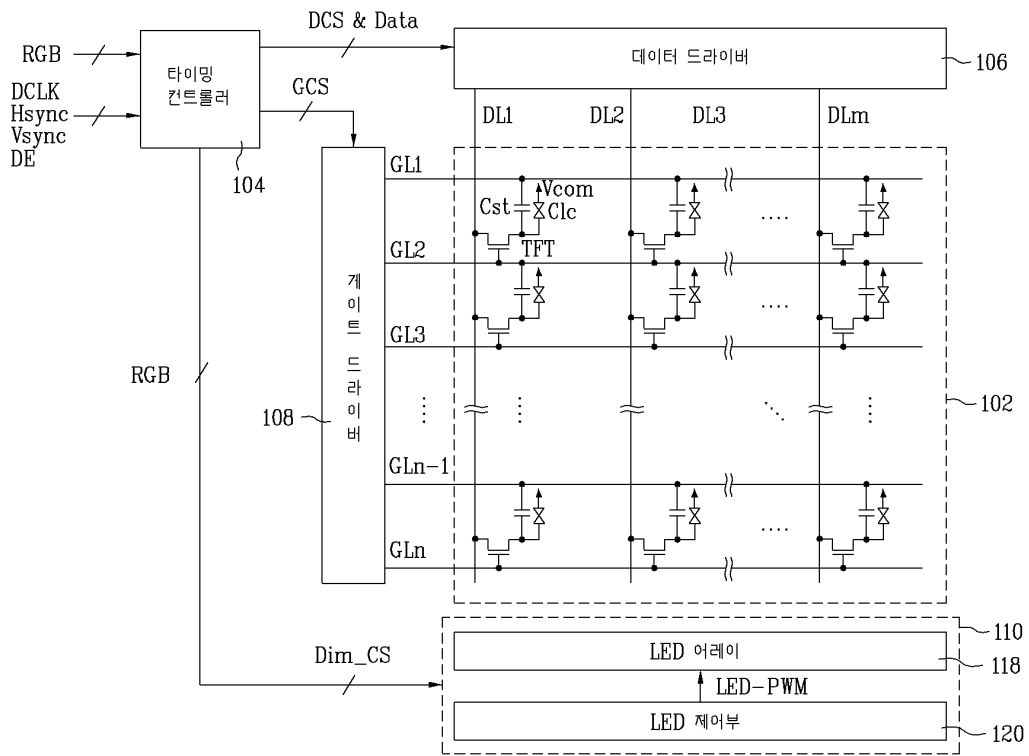 DCS & Data
RGB
타이밍
컨트롤러
데이터 드라이버
106
DCLK
Hsync
Vsync
DE
GCS
104
DL1
DL2
DL3
DLm
GL1
Vcom
Cst
Clc
GL2
TFT
GL3
게이트 드라이버
108
RGB
102
GLn-1
GLn
110
Dim_CS
LED 어레이
118
LED-PWM
LED 제어부
120